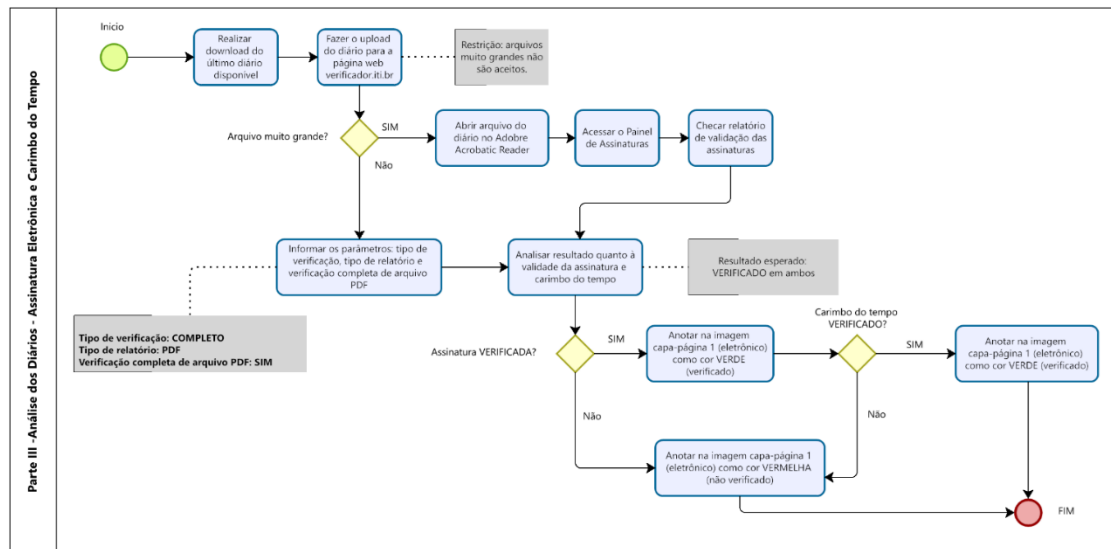 Parte III -Análise dos Diários - Assinatura Eletrônica e Carimbo do Tempo
Inicio
Realizar
download do
último diário
disponivel
Fazer o upload
do diário para a
página web
verificador.iti.br
Restrição: arquivos
muito grandes não
são aceitos.
Arquivo muito grande?
SIM
Não
Abrir arquivo do
diário no Adobre
Acrobatic Reader
Acessar o Painel
de Assinaturas
Checar relatório
de validação das
assinaturas
Informar os parâmetros: tipo de
verificação, tipo de relatório e
verificação completa de arquivo
PDF
Analisar resultado quanto à
validade da assinatura e
carimbo do tempo
Resultado esperado:
VERIFICADO em ambos
Tipo de verificação: COMPLETO
Tipo de relatório: PDF
Verificação completa de arquivo PDF: SIM
Assinatura VERIFICADA?
SIM
Não
Anotar na imagem
capa-página 1 (eletrônico)
como cor VERDE
(verificado)
Carimbo do tempo
VERIFICADO?
SIM
Não
Anotar na imagem
capa-página 1 (eletrônico)
como cor VERDE (verificado)
Anotar na imagem capa-página 1
(eletrônico) como cor VERMELHA
(não verificado)
FIM